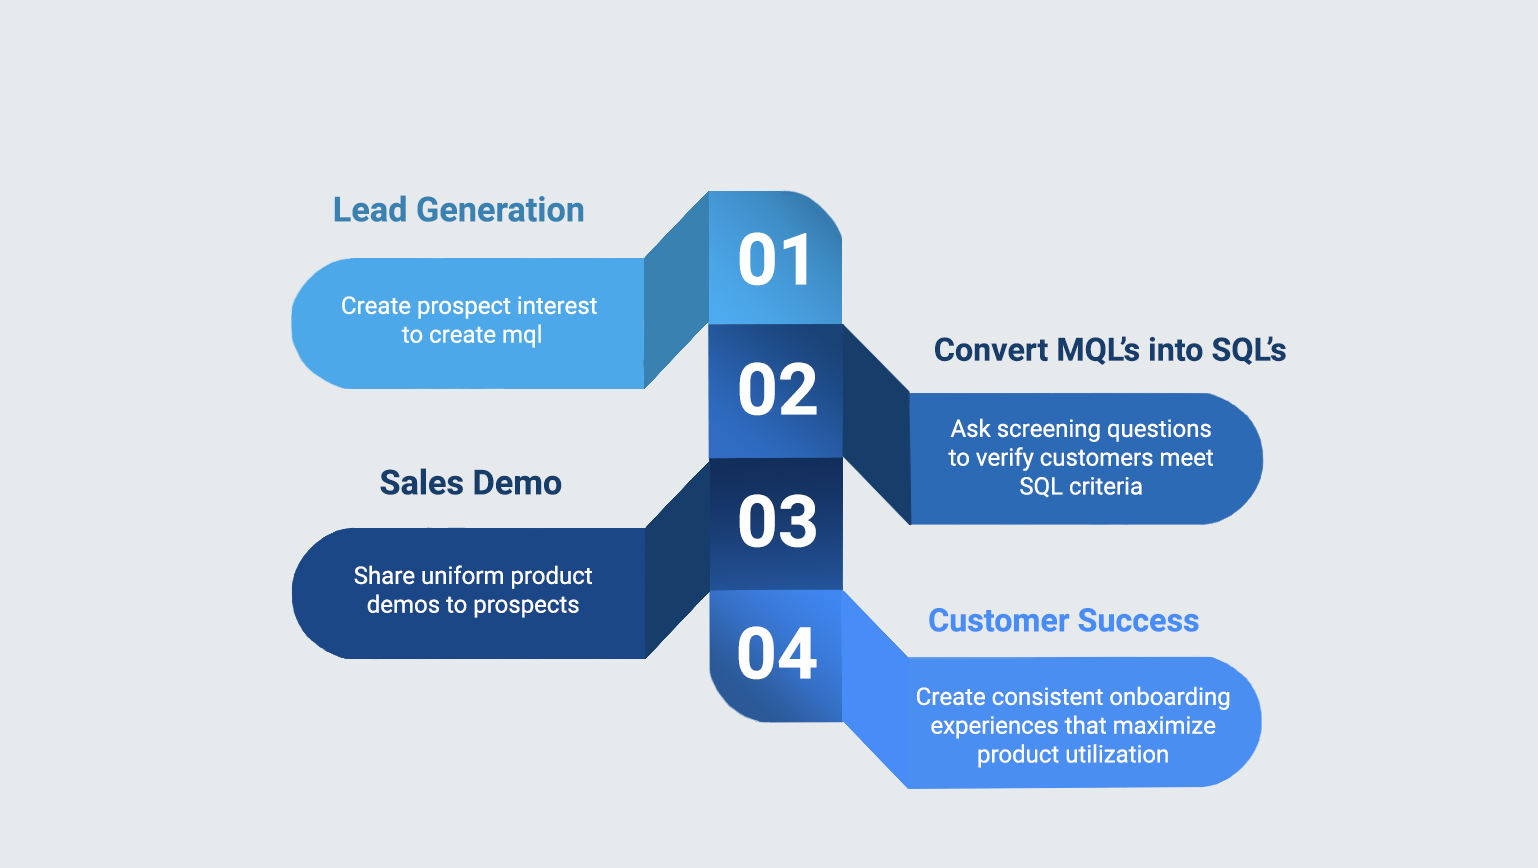 Lead Generation
01
Create prospect interest
to create mql
Convert MQL’s into SQL’s
02
Ask screening questions
to verify customers meet
SQL criteria
Sales Demo
03
Share uniform product
demos to prospects
Customer Success
04
Create consistent onboarding
experiences that maximize
product utilization